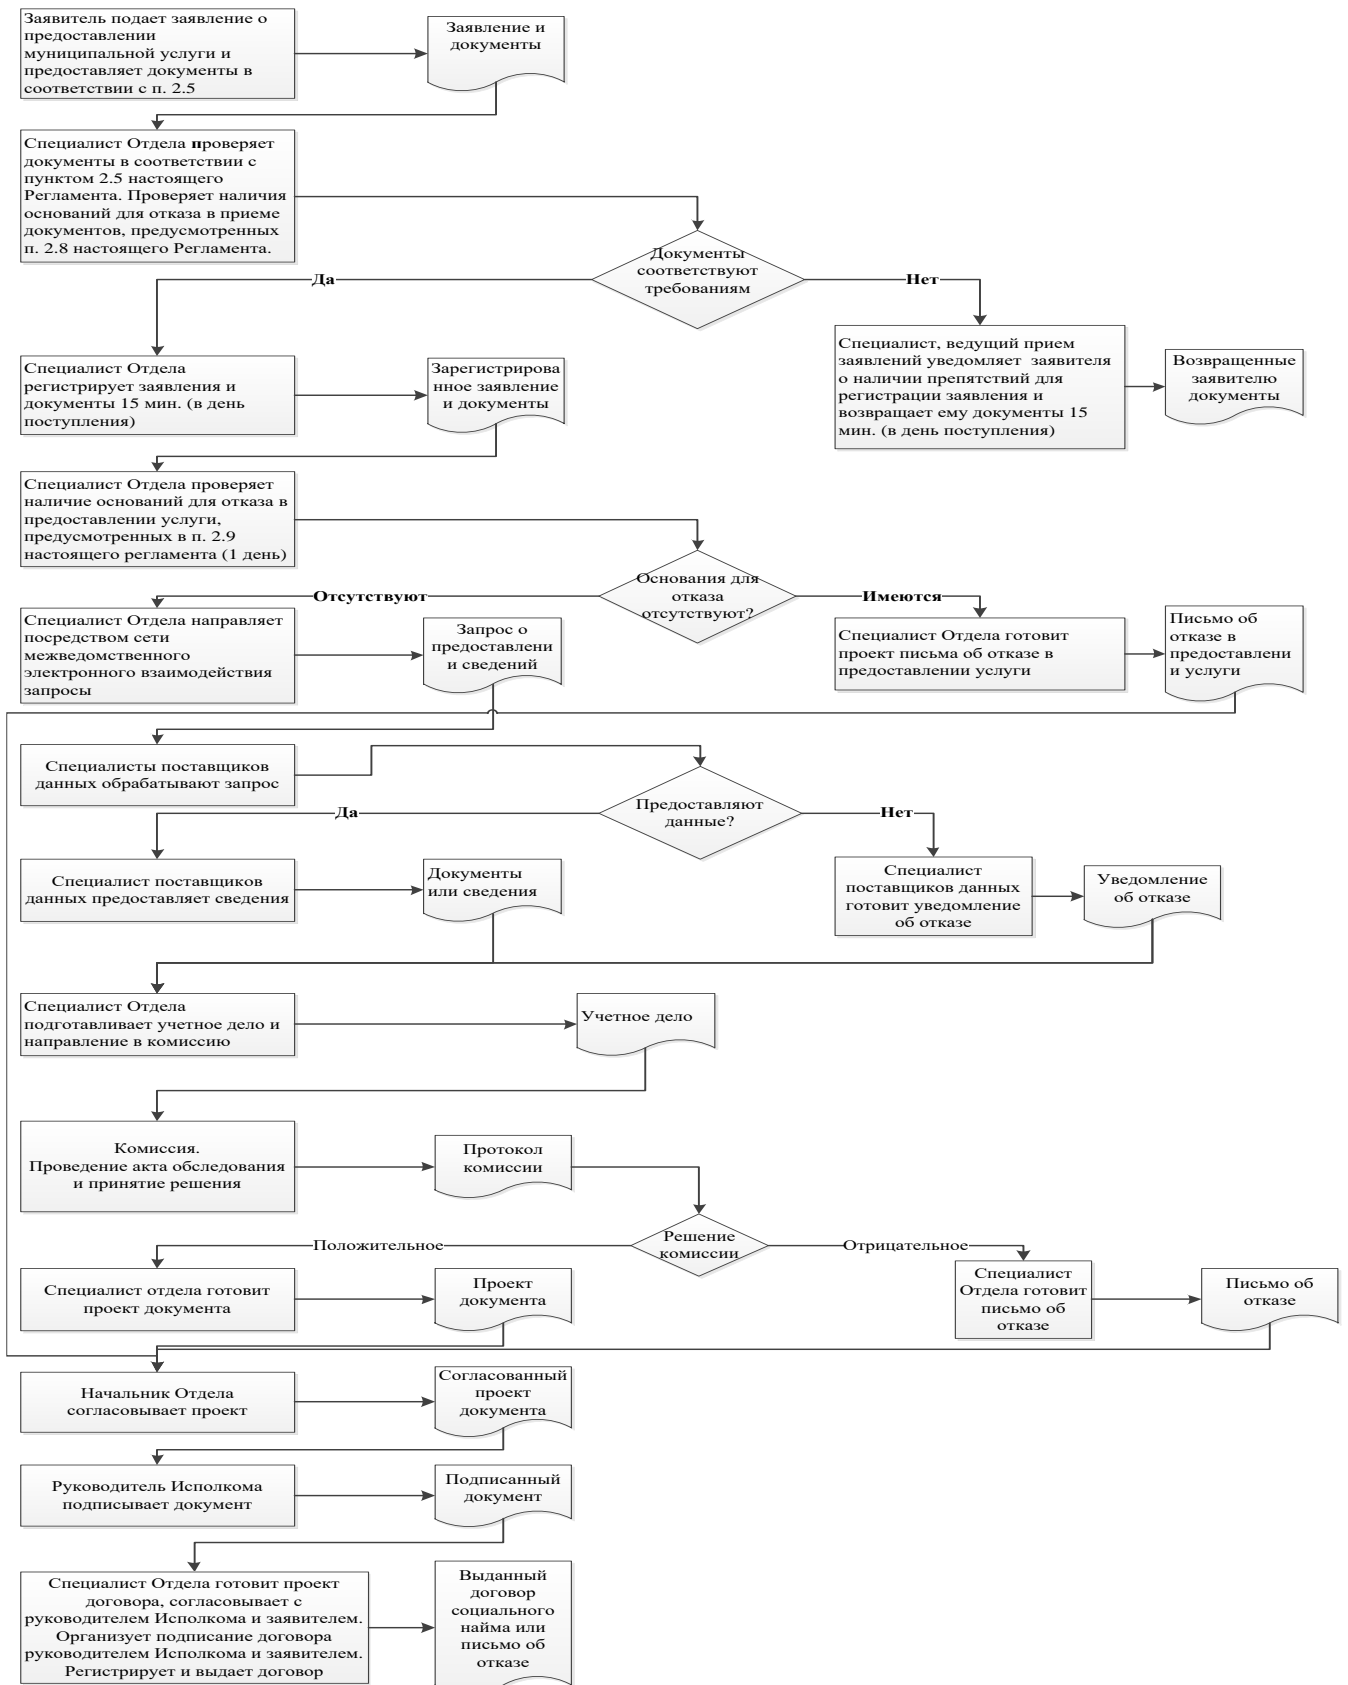 Заявитель подает заявление о
предоставлении
муниципальной услуги и
предоставляет документы в
соответствии с п. 2.5
Заявление и
документы
Специалист Отдела проверяет
документы в соответствии с
пунктом 2.5 настоящего
Регламента. Проверяет наличия
оснований для отказа в приеме
документов, предусмотренных
п. 2.8 настоящего Регламента.
Документы
соответствуют
требованиям
Да
Нет
Специалист Отдела
регистрирует заявления и
документы 15 мин. (в день
поступления)
Зарегистрирова
нное заявление
и документы
Специалист, ведущий прием
заявлений уведомляет заявителя
о наличии препятствий для
регистрации заявления и
возвращает ему документы 15
мин. (в день поступления)
Возвращенные
заявителю
документы
Специалист Отдела проверяет
наличие оснований для отказа в
предоставлении услуги,
предусмотренных в п. 2.9
настоящего регламента (1 день)
Основания для
отказа
отсутствуют?
Отсутствуют
Имеются
Специалист Отдела направляет
посредством сети
межведомственного
электронного взаимодействия
запросы
Запрос о
предоставлени
и сведений
Специалист Отдела готовит
проект письма об отказе в
предоставлении услуги
Письмо об
отказе в
предоставлени
и услуги
Специалисты поставщиков
данных обрабатывают запрос
Предоставляют
данные?
Да
Нет
Специалист поставщиков
данных предоставляет сведения
Документы
или сведения
Специалист
поставщиков данных
готовит уведомление
об отказе
Уведомление
об отказе
Специалист Отдела
подготавливает учетное дело и
направление в комиссию
Учетное дело
Комиссия.
Проведение акта обследования
и принятие решения
Протокол
комиссии
Решение
комиссии
Положительное
Отрицательное
Специалист отдела готовит
проект документа
Проект
документа
Специалист
Отдела готовит
письмо об
отказе
Письмо об
отказе
Начальник Отдела
согласовывает проект
Согласованный
проект
документа
Руководитель Исполкома
подписывает документ
Подписанный
документ
Специалист Отдела готовит проект
договора, согласовывает с
руководителем Исполкома и заявителем.
Организует подписание договора
руководителем Исполкома и заявителем.
Регистрирует и выдает договор
Выданный
договор
социального
найма или
письмо об
отказе